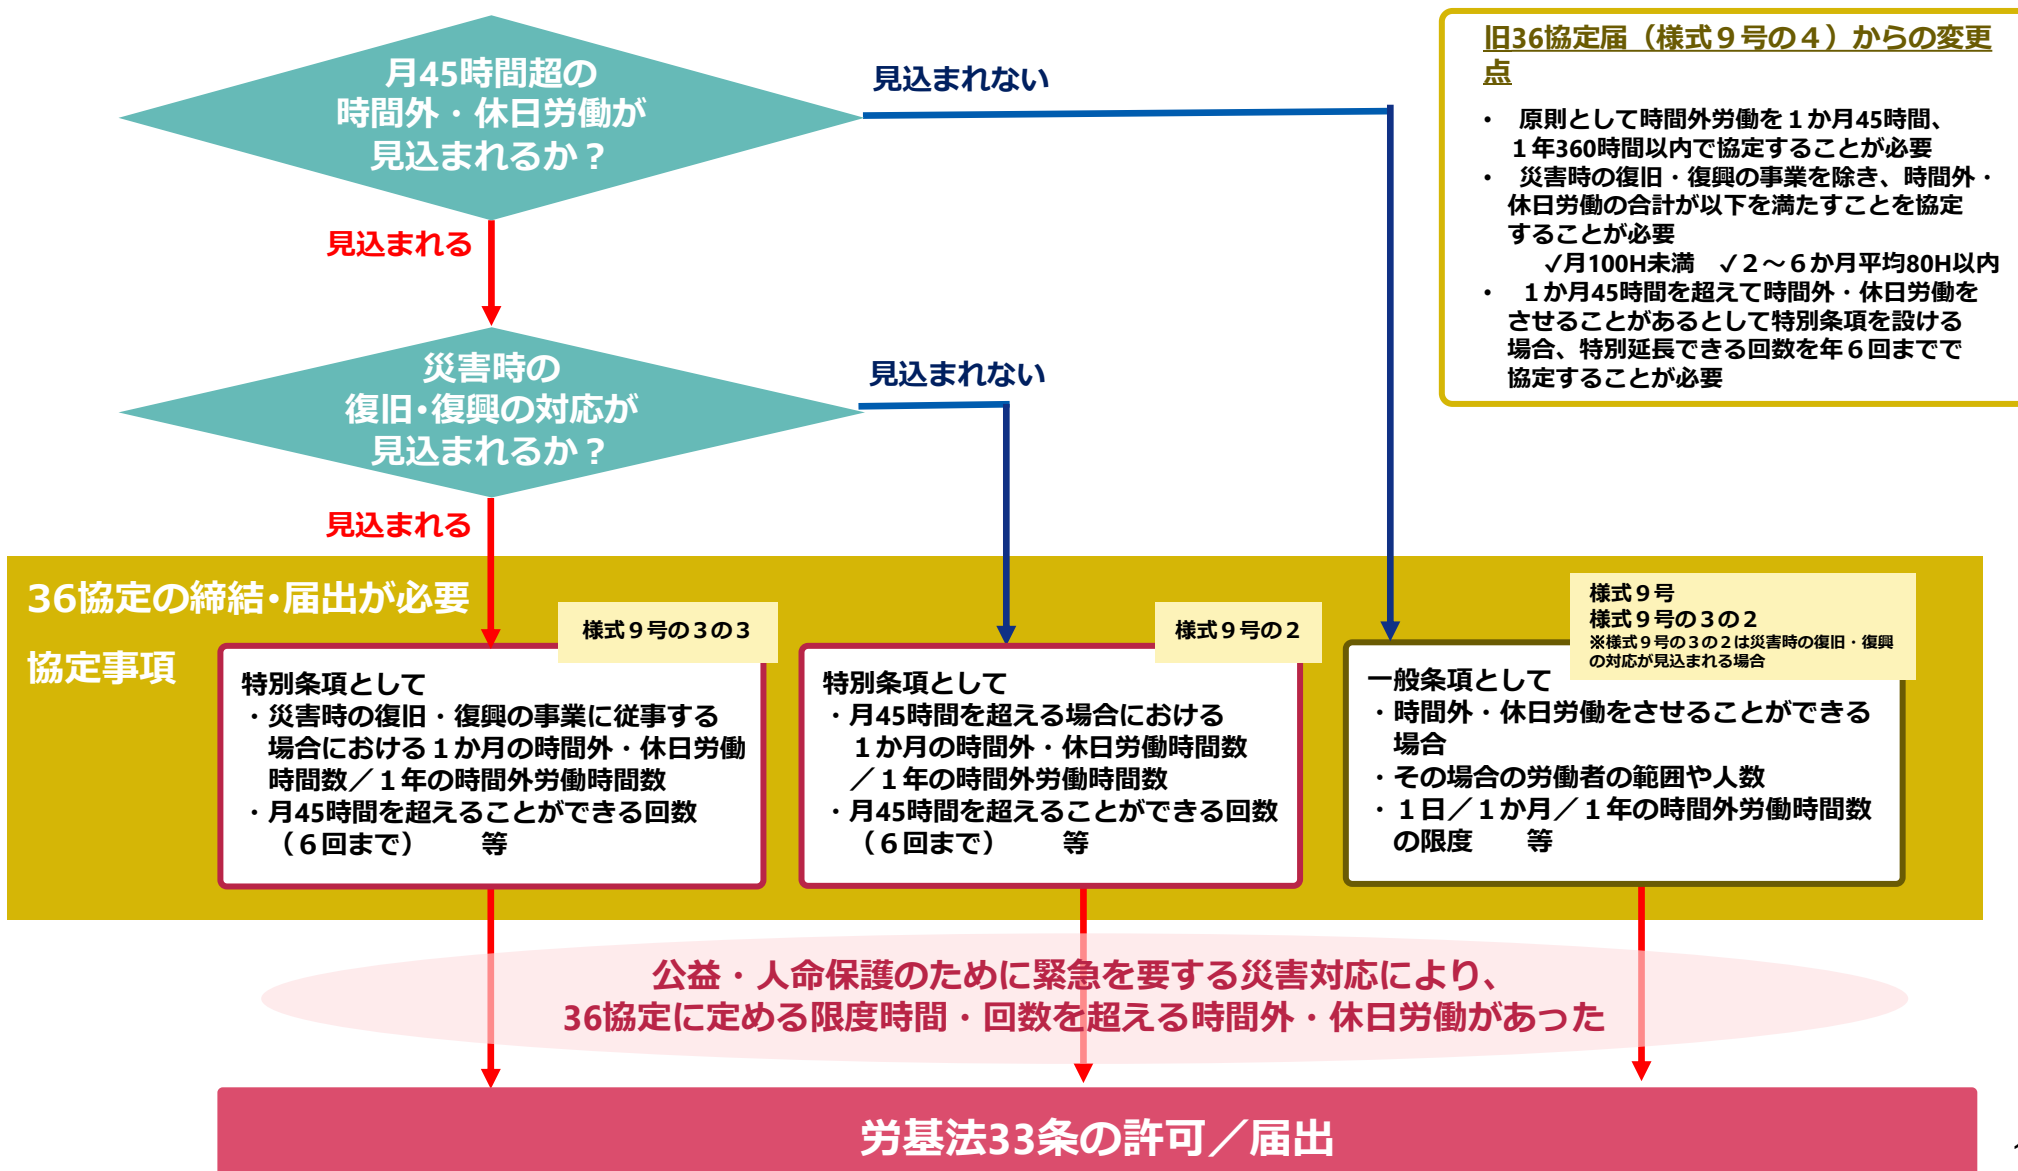 月45時間超の
時間外・休日労働が
見込まれるか？
見込まれない
見込まれる
災害時の
復旧・復興の対応が
見込まれるか？
見込まれない
見込まれる
旧36協定届（様式９号の４）からの変更
点
• 原則として時間外労働を１か月45時間、
１年360時間以内で協定することが必要
• 災害時の復旧・復興の事業を除き、時間外・
休日労働の合計が以下を満たすことを協定
することが必要
✓月100H未満　✓２～６か月平均80H以内
• １か月45時間を超えて時間外・休日労働を
させることがあるとして特別条項を設ける
場合、特別延長できる回数を年６回までで
協定することが必要
36協定の締結・届出が必要
協定事項
様式９号の３の３
特別条項として
・災害時の復旧・復興の事業に従事する
場合における１か月の時間外・休日労働
時間数／１年の時間外労働時間数
・月45時間を超えることができる回数
（６回まで）　　等
様式９号の２
特別条項として
・月45時間を超える場合における
１か月の時間外・休日労働時間数
／１年の時間外労働時間数
・月45時間を超えることができる回数
（６回まで）　　等
様式９号
様式９号の３の２
※様式９号の３の２は災害時の復旧・復興
の対応が見込まれる場合
一般条項として
・時間外・休日労働をさせることができる
場合
・その場合の労働者の範囲や人数
・１日／１か月／１年の時間外労働時間数
の限度　　等
公益・人命保護のために緊急を要する災害対応により、
36協定に定める限度時間・回数を超える時間外・休日労働があった
労基法33条の許可／届出